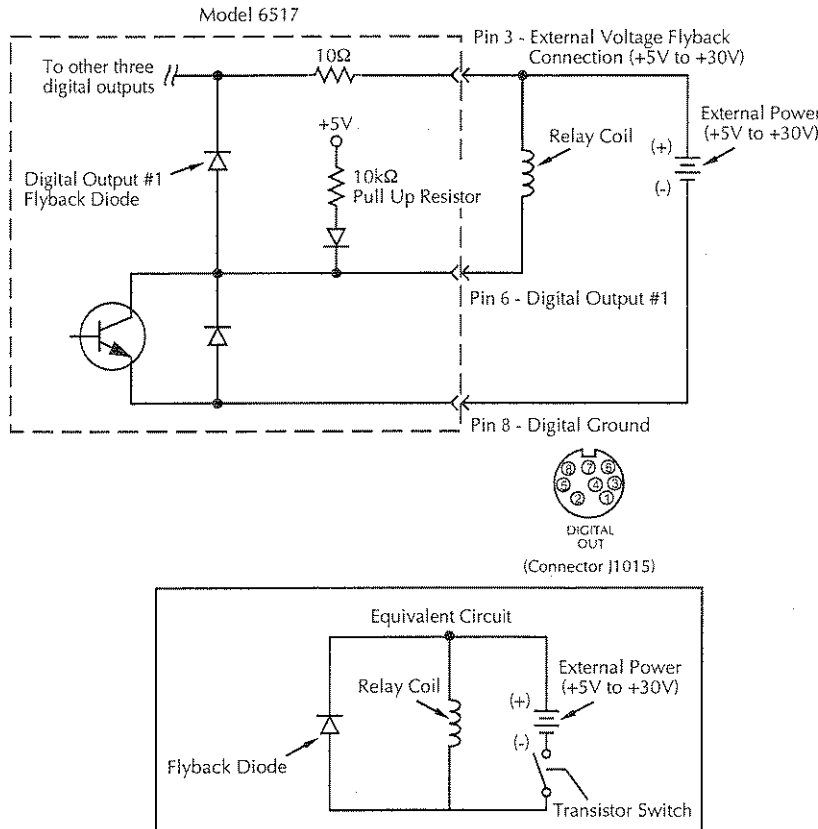 Model 6517
Pin 3 - External Voltage Flyback
Connection (+5V to +30V)
10Ω
To other three
digital outputs
+5V
External Power
(+5V to +30V)
Relay Coil
(+)
(-)
10kΩ
Pull Up Resistor
Digital Output #1
Flyback Diode
Pin 6 - Digital Output #1
Pin 8 - Digital Ground
8 7 6
5 4 3
2 1
DIGITAL
OUT
(Connector J1015)
Equivalent Circuit
External Power
(+5V to +30V)
Relay Coil
(+)
(-)
Flyback Diode
Transistor Switch